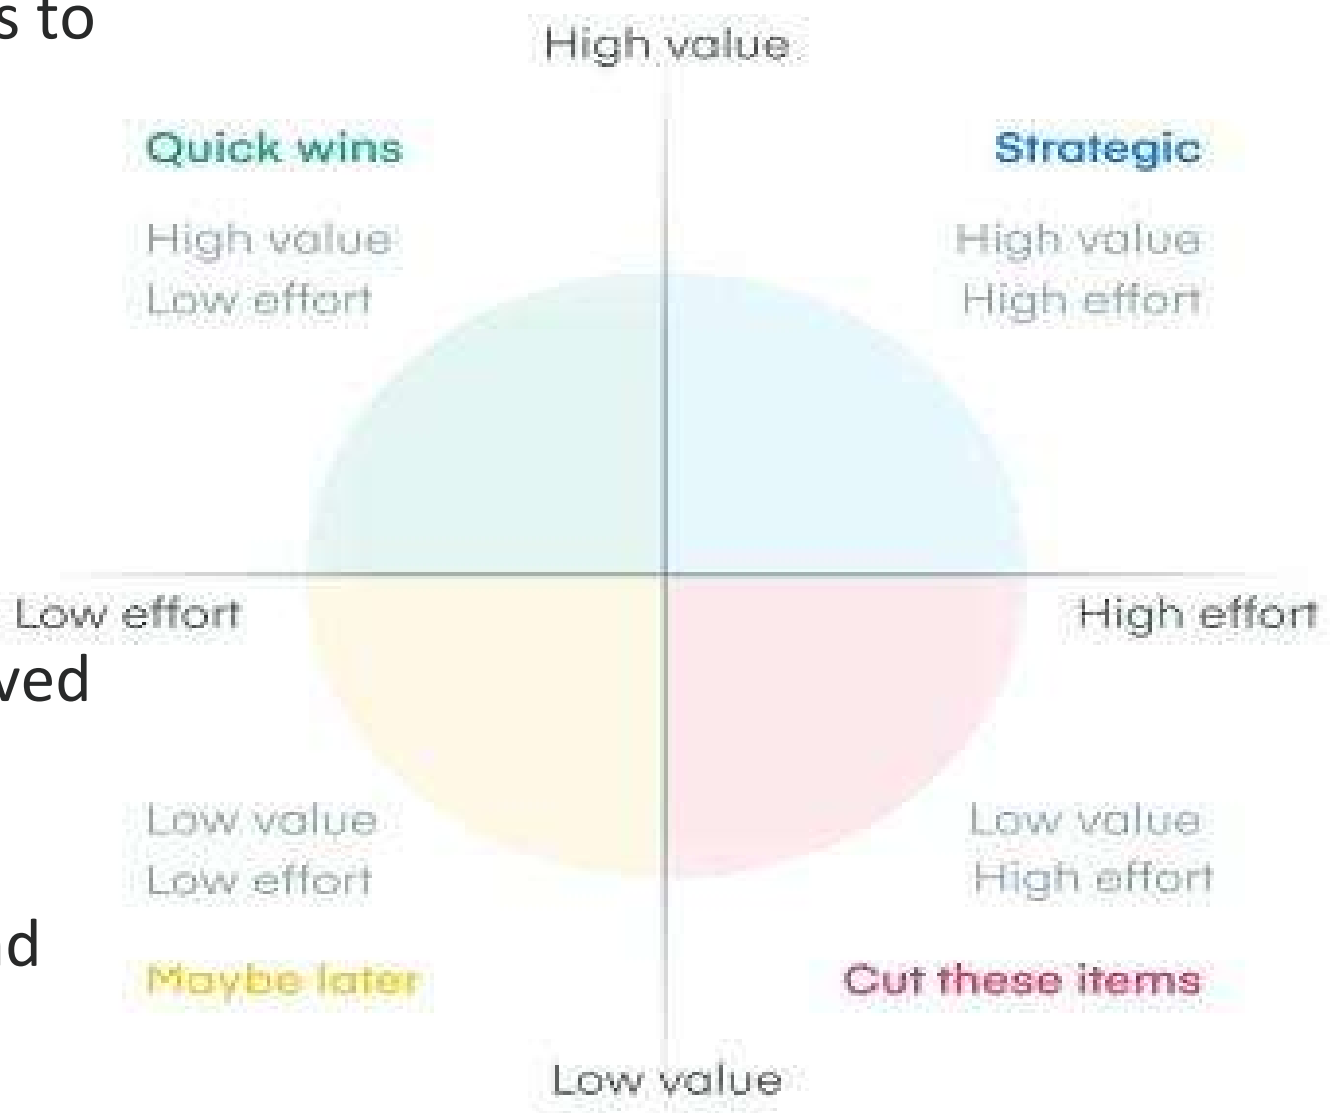 s to
High value
Quick wins
Strategic
High value
High value
Low effort
High effort
Low effort
High effort
ved
Low value
Low value
Low effort
High effort
nd
Maybe later
Cut these items
Low value